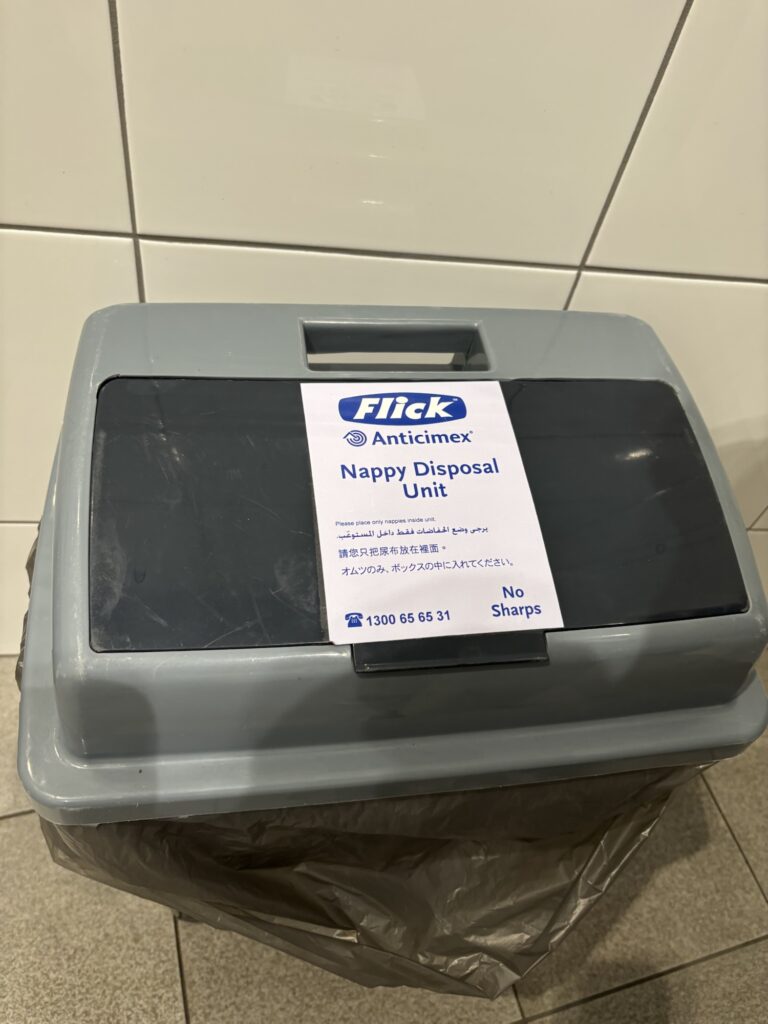 Flick™
Anticimex®
Nappy Disposal
Unit
Please place only nappies inside unit.
يرجى وضع الحفاضات فقط داخل المستوعب.
請您只把尿布放在裡面。
オムツのみ、ボックスの中に入れてください。
No
Sharps
☎ 1300 65 65 31